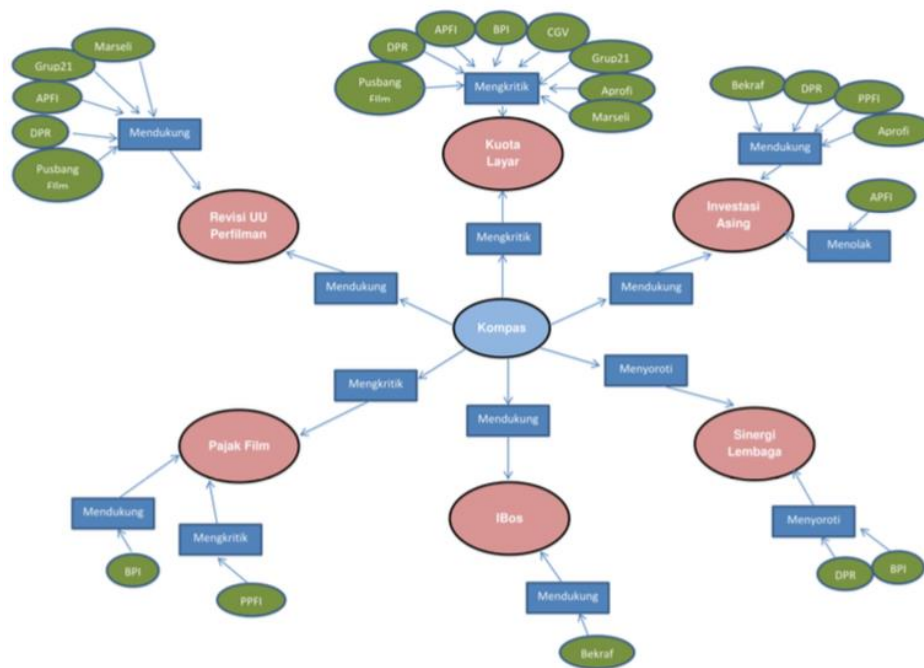 Marseli
Grup21
APFI
DPR
Pusbang
Film
Mendukung
Revisi UU
Perfilman
Mendukung
APFI
BPI
CGV
DPR
Grup21
Pusbang
Film
Mengkritik
Aprofi
Marseli
Kuota
Layar
Mengkritik
Bekraf
DPR
PPFI
Aprofi
Mendukung
Investasi
Asing
APFI
Menolak
Mendukung
Kompas
Mengkritik
Pajak Film
Mendukung
BPI
Mengkritik
PPFI
Mendukung
IBos
Mendukung
Bekraf
Menyoroti
Sinergi
Lembaga
Menyoroti
DPR
BPI